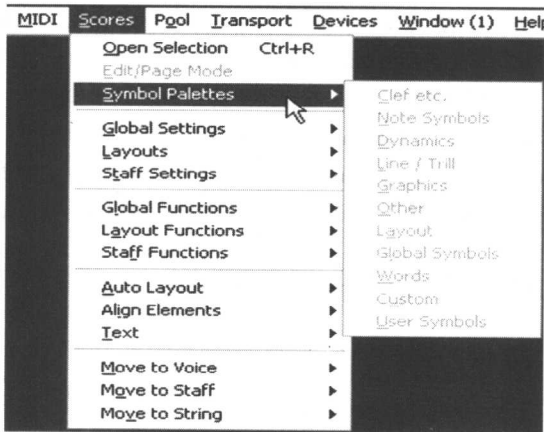 MIDI Scores Pool Transport Devices Window (1) Help
Open Selection Ctrl+R
Edit/Page Mode
Symbol Palettes
Global Settings
Layouts
Staff Settings
Global Functions
Layout Functions
Staff Functions
Auto Layout
Align Elements
Text
Move to Voice
Move to Staff
Move to String
Clef etc.
Note Symbols
Dynamics
Line / Trill
Graphics
Other
Layout
Global Symbols
Words
Custom
User Symbols